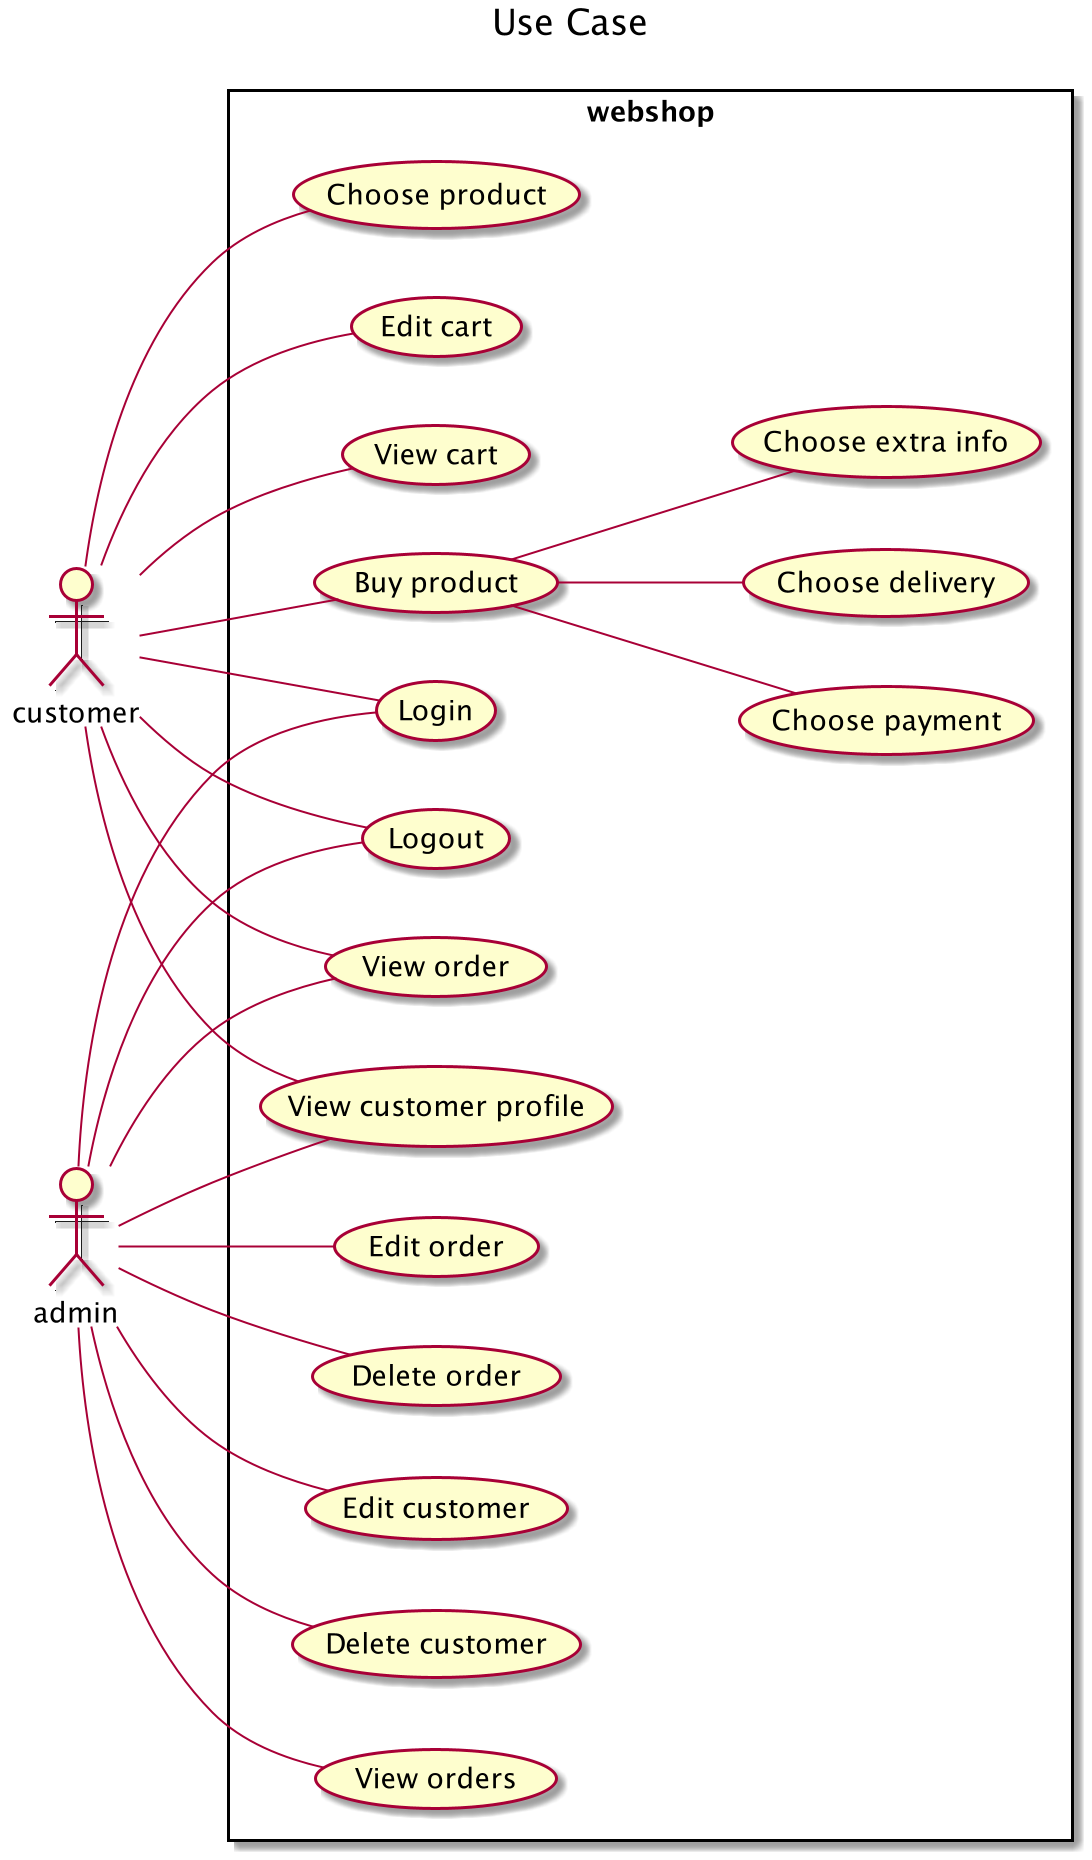 Use Case
webshop
Choose product
Edit cart
View cart
Choose extra info
Buy product
Choose delivery
customer
Login
Choose payment
Logout
View order
View customer profile
Edit order
admin
Delete order
Edit customer
Delete customer
View orders